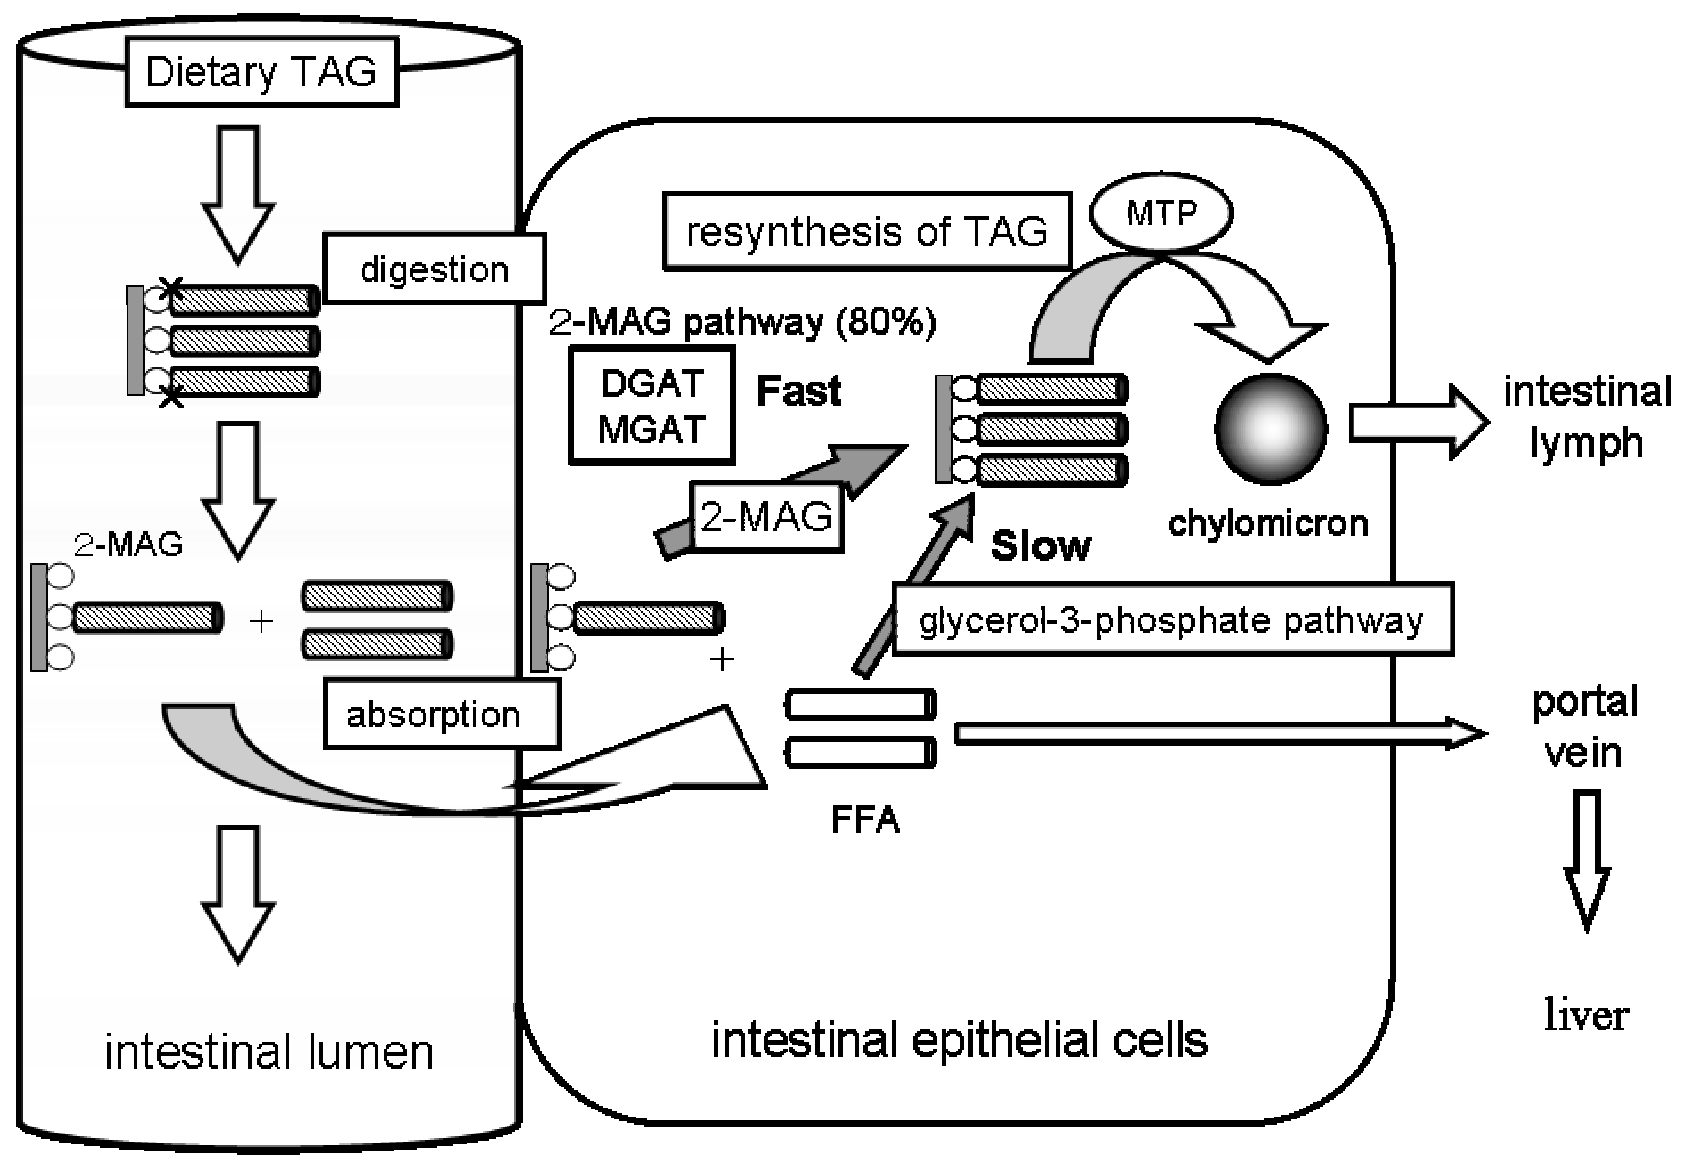 Dietary TAG
digestion
2-MAG
+
absorption
intestinal lumen
resynthesis of TAG
MTP
2-MAG pathway (80%)
DGAT
MGAT
Fast
2-MAG
Slow
glycerol-3-phosphate pathway
+
FFA
chylomicron
intestinal epithelial cells
intestinal
lymph
portal
vein
liver